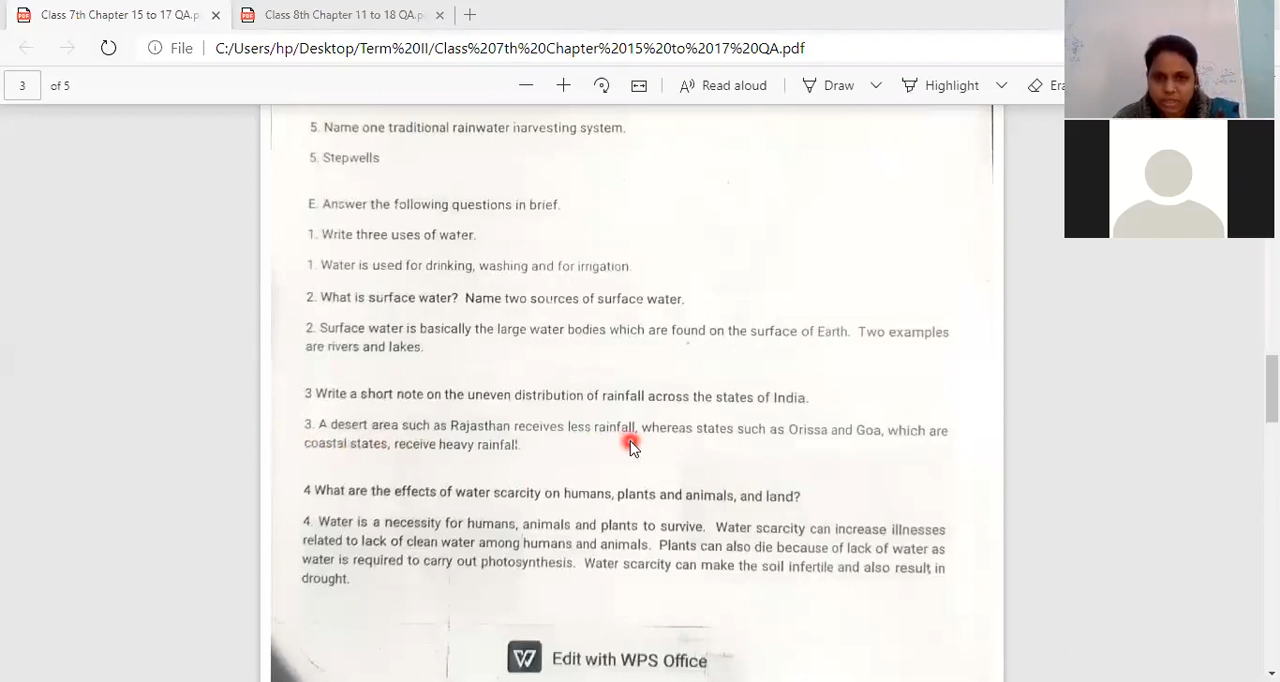 Class 7th Chapter 15 to 17 QA.p
Class 8th Chapter 11 to 18 QA.p
File
C:/Users/hp/Desktop/Term%20II/Class%207th%20Chapter%2015%20to%2017%20QA.pdf
3 of 5
Read aloud
Draw
Highlight
Era
5. Name one traditional rainwater harvesting system.
5. Stepwells
E. Answer the following questions in brief.
1. Write three uses of water.
1. Water is used for drinking, washing and for irrigation.
2. What is surface water? Name two sources of surface water.
2. Surface water is basically the large water bodies which are found on the surface of Earth. Two examples
are rivers and lakes.
3 Write a short note on the uneven distribution of rainfall across the states of India.
3. A desert area such as Rajasthan receives less rainfall, whereas states such as Orissa and Goa, which are
coastal states, receive heavy rainfall.
4 What are the effects of water scarcity on humans, plants and animals, and land?
4. Water is a necessity for humans, animals and plants to survive. Water scarcity can increase illnesses
related to lack of clean water among humans and animals. Plants can also die because of lack of water as
water is required to carry out photosynthesis. Water scarcity can make the soil infertile and also result in
drought.
Edit with WPS Office